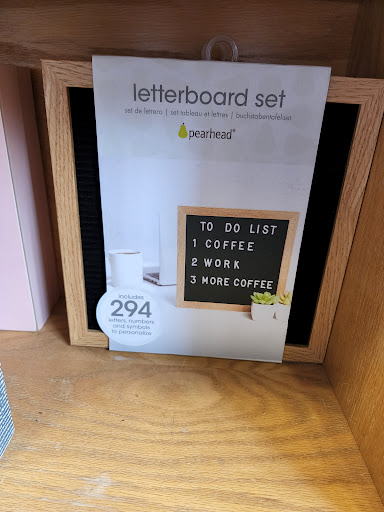 letterboard set
set de letrero | set tableau et lettres | buchstabentafelset
pearhead®
TO DO LIST
1 COFFEE
2 WORK
3 MORE COFFEE
includes
294
letters, numbers
and symbols
to personalize